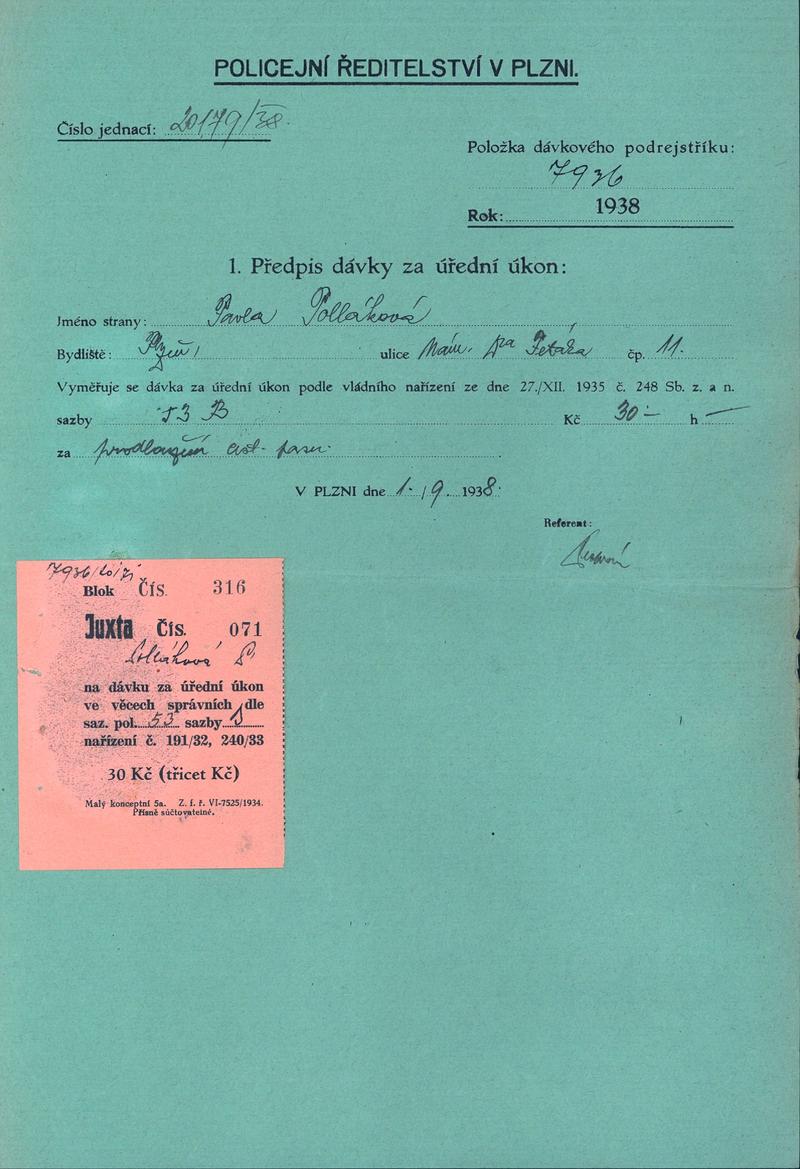 POLICEJNÍ ŘEDITELSTVÍ V PLZNI.
Číslo jednací: 20179/38.
Položka dávkového podrejstříku:
7936
Rok: 1938
1. Předpis dávky za úřední úkon:
Jméno strany: Pavla Polláková
Bydliště: Plzeň, ulice Nám. Dra Petáka čp. 11.
Vyměřuje se dávka za úřední úkon podle vládního nařízení ze dne 27./XII. 1935 č. 248 Sb. z. a n.
sazby 53 B Kč 30 — h —
za prodloužení cest. pasu.
V PLZNI dne 1. /9. 1938.
Referent:
7936
Blok ČÍS. 316
Juxta Čís. 071
Polláková P.
na dávku za úřední úkon
ve věcech správních dle
saz. pol. 53 sazby B
nařízení č. 191/32, 240/33
30 Kč (třicet Kč)
Malý konceptní 5a. Z. f. ř. VI-7525/1934.
Přísně súčtovatelné.